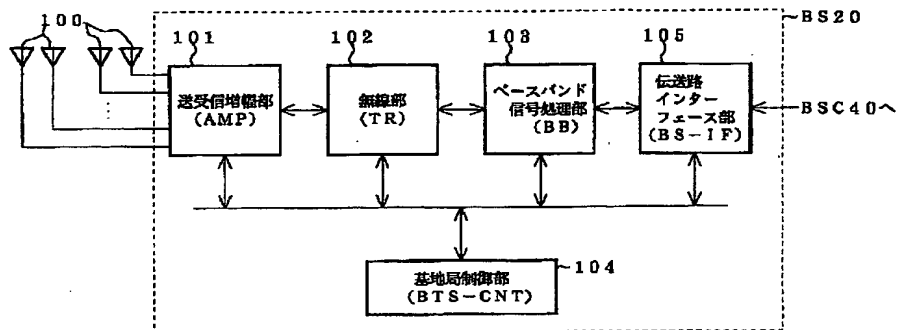 100
BS20
101
102
103
105
送受信増幅部
(AMP)
無線部
(TR)
ベースバンド
信号処理部
(BB)
伝送路
インター
フェース部
(BS-IF)
BSC40へ
基地局制御部
(BTS-CNT)
104